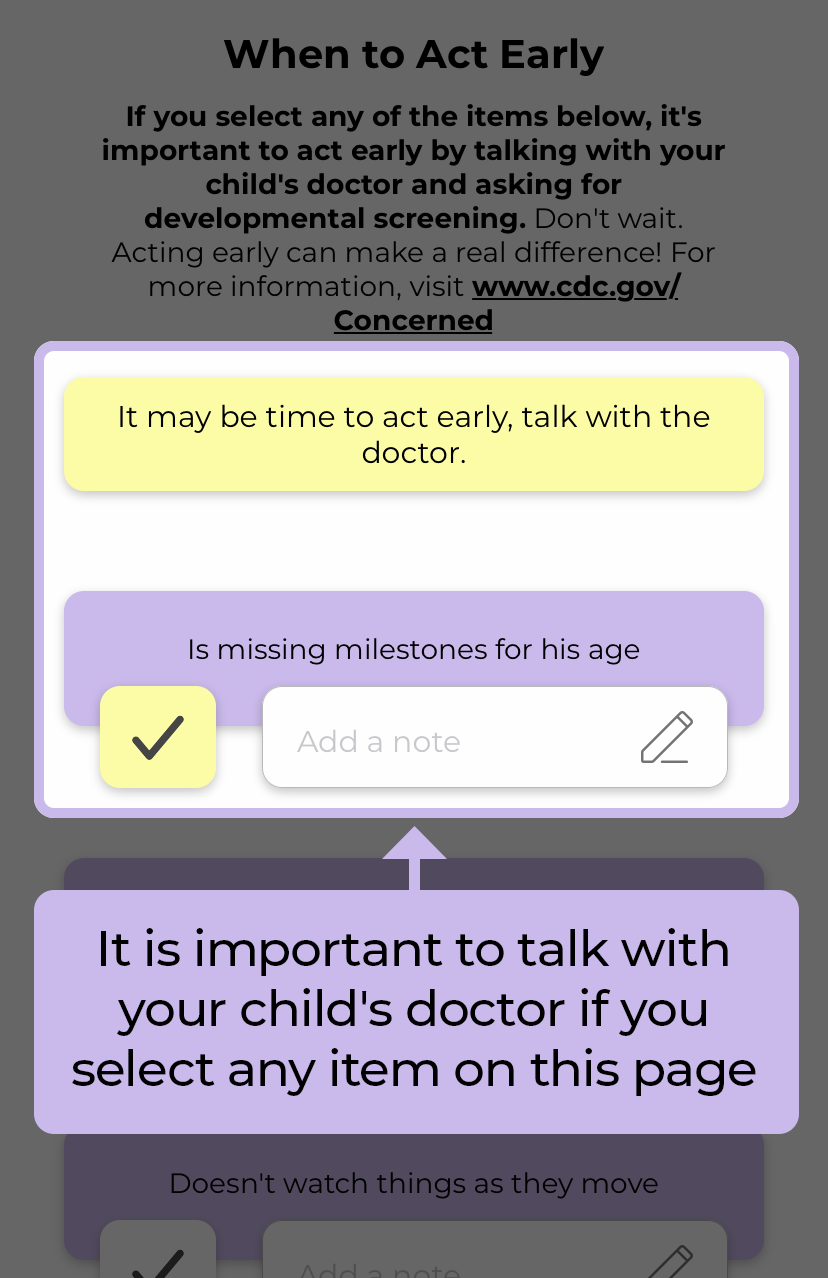 When to Act Early
If you select any of the items below, it's
important to act early by talking with your
child's doctor and asking for
developmental screening. Don't wait.
Acting early can make a real difference! For
more information, visit www.cdc.gov/
Concerned
It may be time to act early, talk with the
doctor.
Is missing milestones for his age
Add a note
It is important to talk with
your child's doctor if you
select any item on this page
Doesn't watch things as they move
Add a note